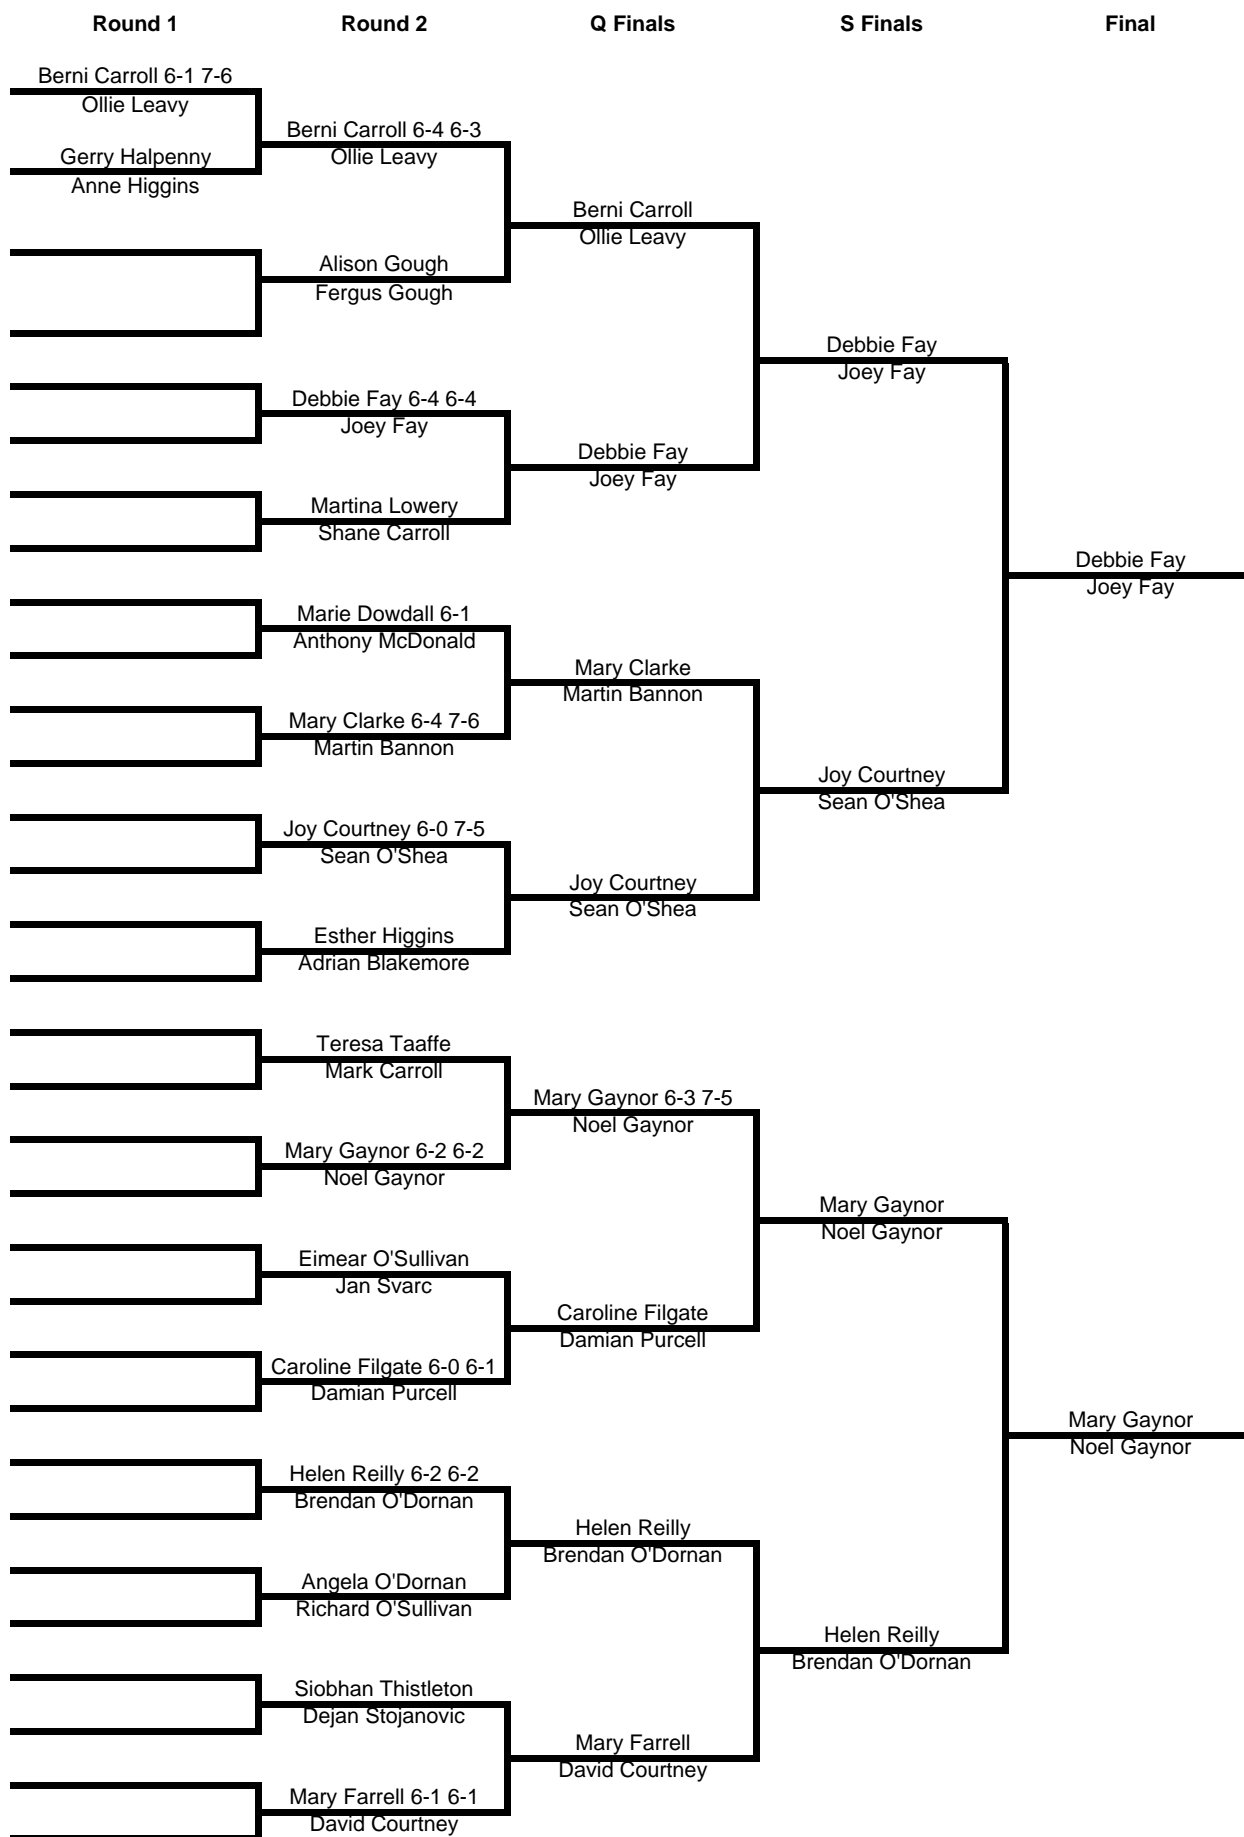 Round 1 Round 2 Q Finals S Finals Final
Berni Carroll 6-1 7-6
Ollie Leavy
Gerry Halpenny
Anne Higgins
Berni Carroll 6-4 6-3
Ollie Leavy
Alison Gough
Fergus Gough
Debbie Fay 6-4 6-4
Joey Fay
Martina Lowery
Shane Carroll
Marie Dowdall 6-1
Anthony McDonald
Mary Clarke 6-4 7-6
Martin Bannon
Joy Courtney 6-0 7-5
Sean O'Shea
Esther Higgins
Adrian Blakemore
Teresa Taaffe
Mark Carroll
Mary Gaynor 6-2 6-2
Noel Gaynor
Eimear O'Sullivan
Jan Svarc
Caroline Filgate 6-0 6-1
Damian Purcell
Helen Reilly 6-2 6-2
Brendan O'Dornan
Angela O'Dornan
Richard O'Sullivan
Siobhan Thistleton
Dejan Stojanovic
Mary Farrell 6-1 6-1
David Courtney
Berni Carroll
Ollie Leavy
Debbie Fay
Joey Fay
Mary Clarke
Martin Bannon
Joy Courtney
Sean O'Shea
Mary Gaynor 6-3 7-5
Noel Gaynor
Caroline Filgate
Damian Purcell
Helen Reilly
Brendan O'Dornan
Mary Farrell
David Courtney
Debbie Fay
Joey Fay
Joy Courtney
Sean O'Shea
Mary Gaynor
Noel Gaynor
Helen Reilly
Brendan O'Dornan
Debbie Fay
Joey Fay
Mary Gaynor
Noel Gaynor